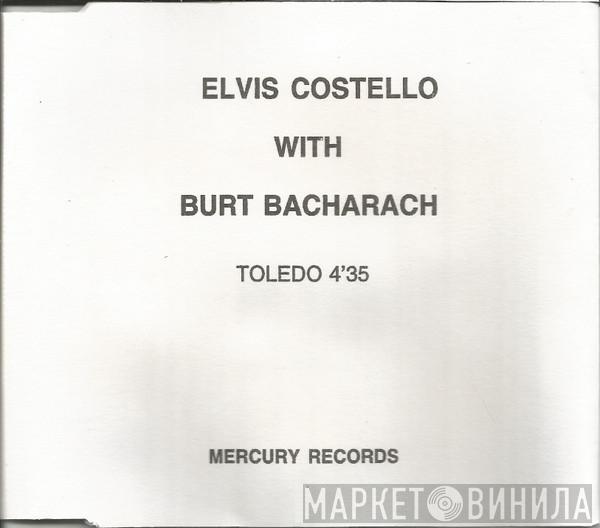 ELVIS COSTELLO
WITH
BURT BACHARACH
TOLEDO 4'35
MERCURY RECORDS
МАРКЕТ ВИНИЛА